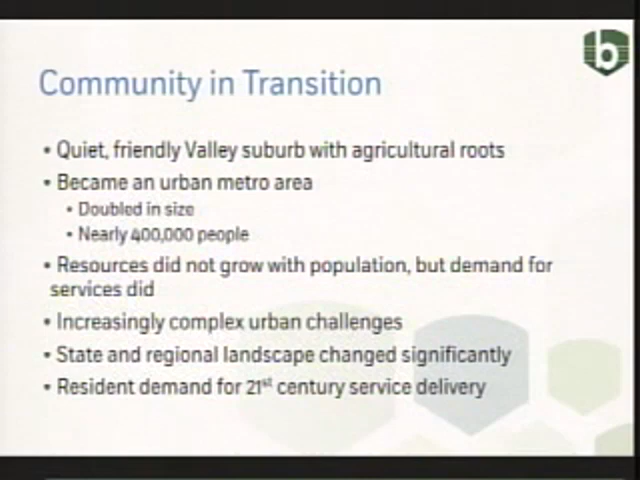 b
Community in Transition
• Quiet, friendly Valley suburb with agricultural roots
• Became an urban metro area
• Doubled in size
• Nearly 400,000 people
• Resources did not grow with population, but demand for
services did
• Increasingly complex urban challenges
• State and regional landscape changed significantly
• Resident demand for 21st century service delivery